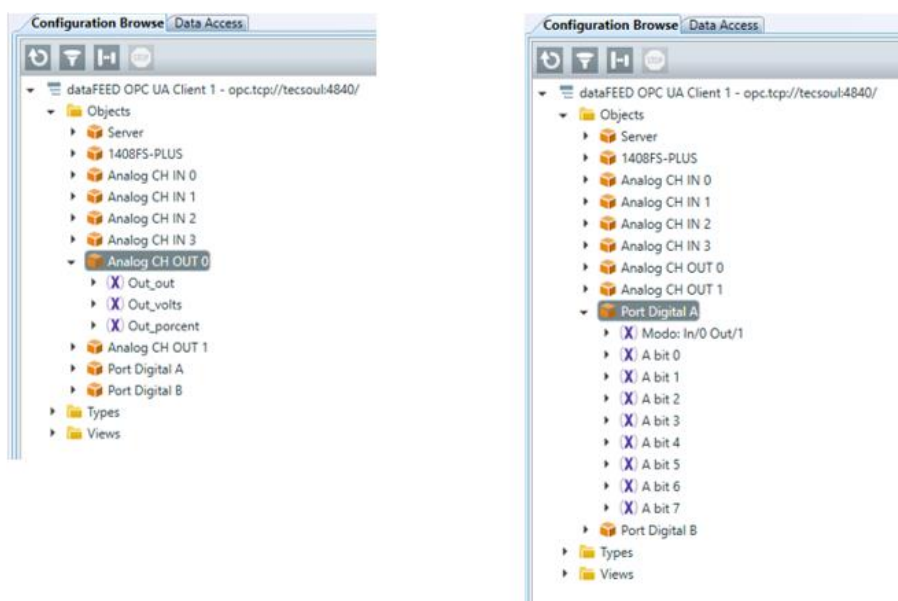 Configuration Browse Data Access
STOP
dataFEED OPC UA Client 1 - opc.tcp://tecsoul:4840/
Objects
Server
1408FS-PLUS
Analog CH IN 0
Analog CH IN 1
Analog CH IN 2
Analog CH IN 3
Analog CH OUT 0
(X) Out_out
(X) Out_volts
(X) Out_porcent
Analog CH OUT 1
Port Digital A
Port Digital B
Types
Views
Configuration Browse Data Access
STOP
dataFEED OPC UA Client 1 - opc.tcp://tecsoul:4840/
Objects
Server
1408FS-PLUS
Analog CH IN 0
Analog CH IN 1
Analog CH IN 2
Analog CH IN 3
Analog CH OUT 0
Analog CH OUT 1
Port Digital A
(X) Modo: In/0 Out/1
(X) A bit 0
(X) A bit 1
(X) A bit 2
(X) A bit 3
(X) A bit 4
(X) A bit 5
(X) A bit 6
(X) A bit 7
Port Digital B
Types
Views